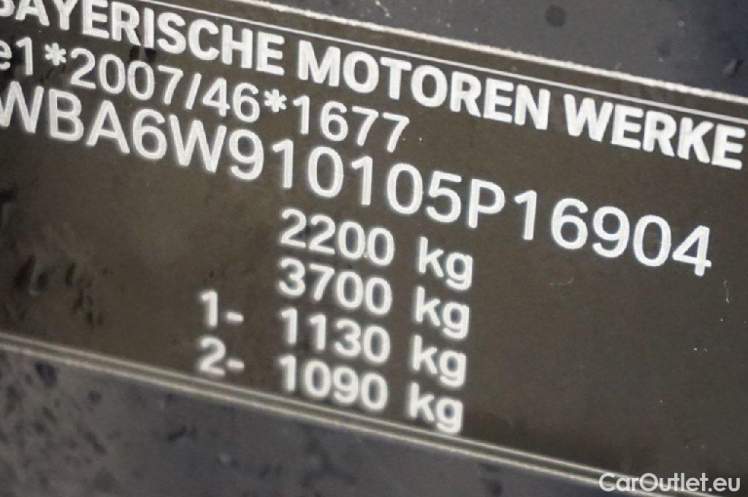 BAYERISCHE MOTOREN WERKE
e1*2007/46*1677
WBA6W910105P16904
2200 kg
3700 kg
1- 1130 kg
2- 1090 kg
CarOutlet.eu